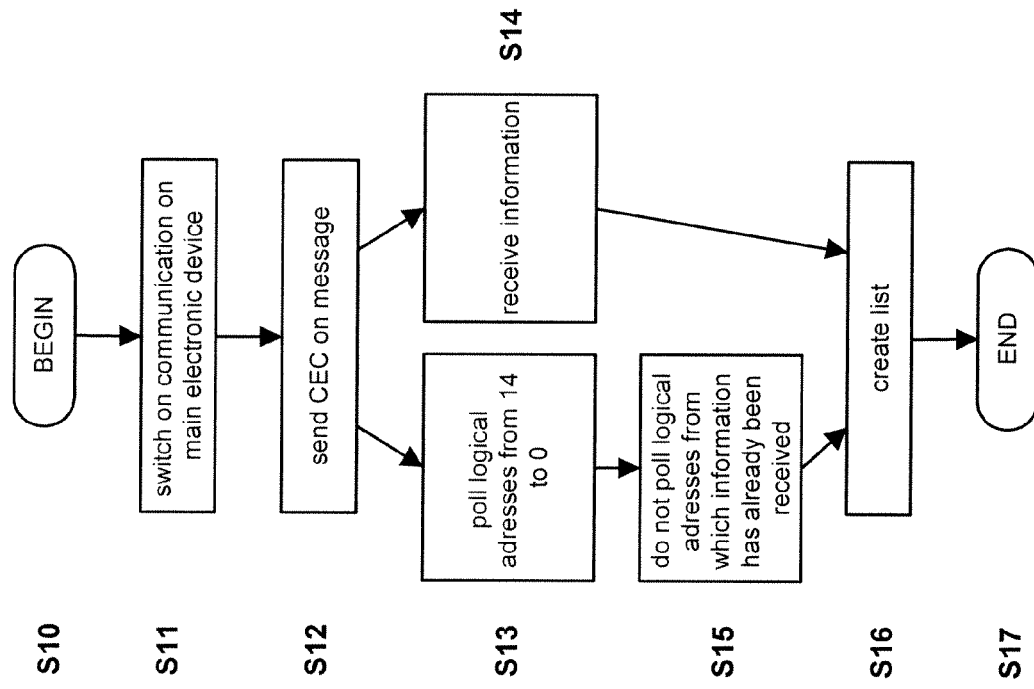 S10
BEGIN
S11
switch on communication on
main electronic device
S12
send CEC on message
S13
poll logical
adresses from 14
to 0
receive information
S14
S15
do not poll logical
adresses from
which information
has already been
received
S16
create list
S17
END